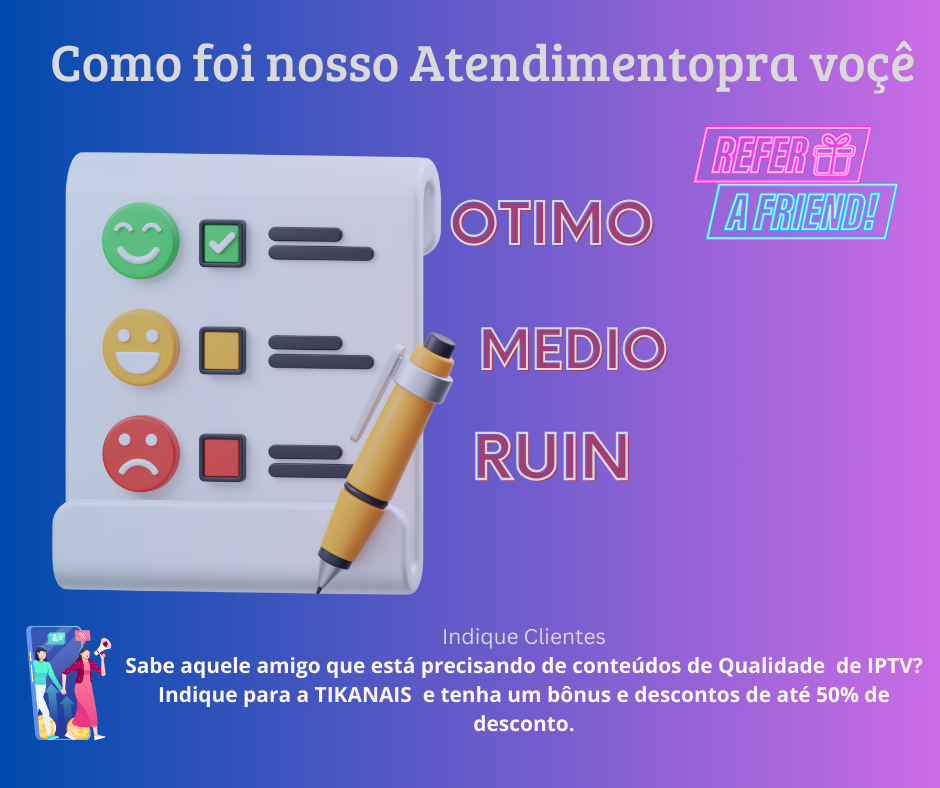 Como foi nosso Atendimentopra voçê
REFER
A FRIEND!
OTIMO
MEDIO
RUIN
Indique Clientes
Sabe aquele amigo que está precisando de conteúdos de Qualidade de IPTV?
Indique para a TIKANAIS e tenha um bônus e descontos de até 50% de
desconto.